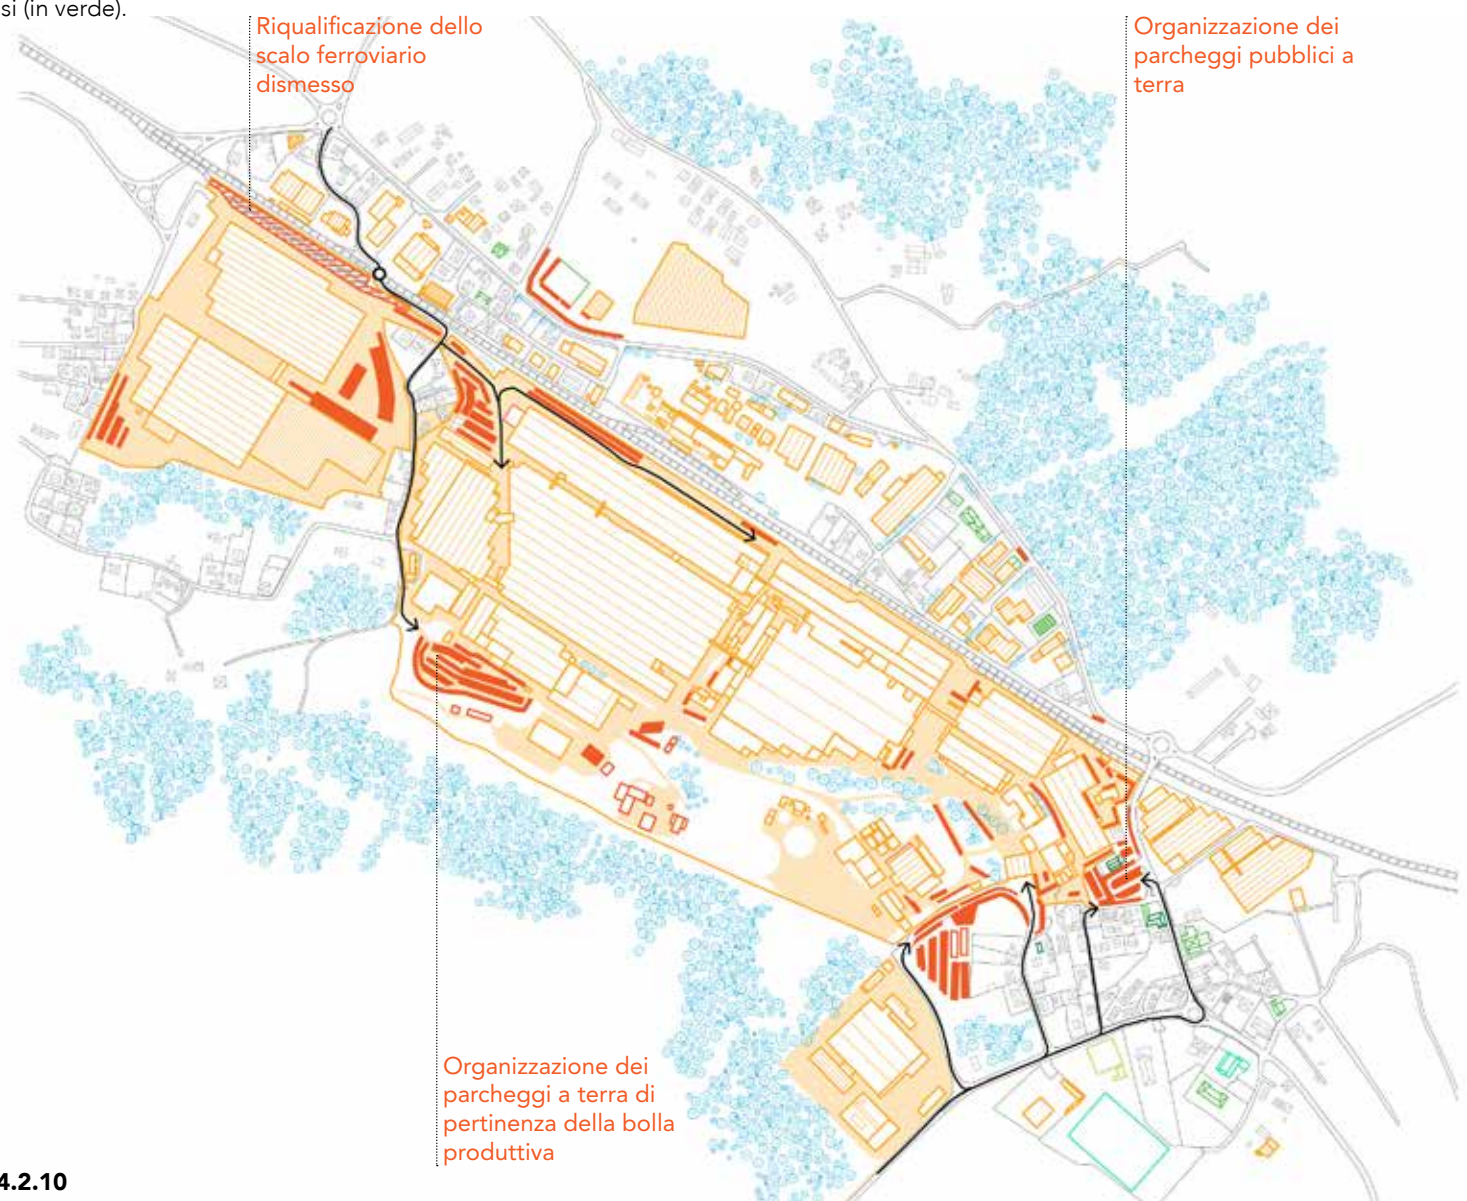 si (in verde).
Riqualificazione dello
scalo ferroviario
dismesso
Organizzazione dei
parcheggi pubblici a
terra
Organizzazione dei
parcheggi a terra di
pertinenza della bolla
produttiva
4.2.10